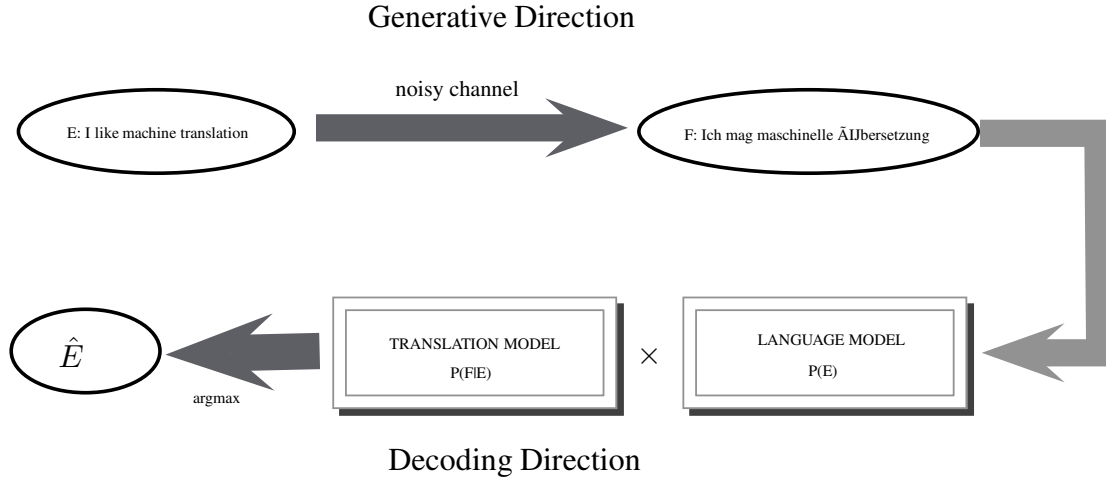 Generative Direction
noisy channel
E: I like machine translation
F: Ich mag maschinelle ÃĲbersetzung
TRANSLATION MODEL
P(F|E)
×
LANGUAGE MODEL
P(E)
Ê
argmax
Decoding Direction